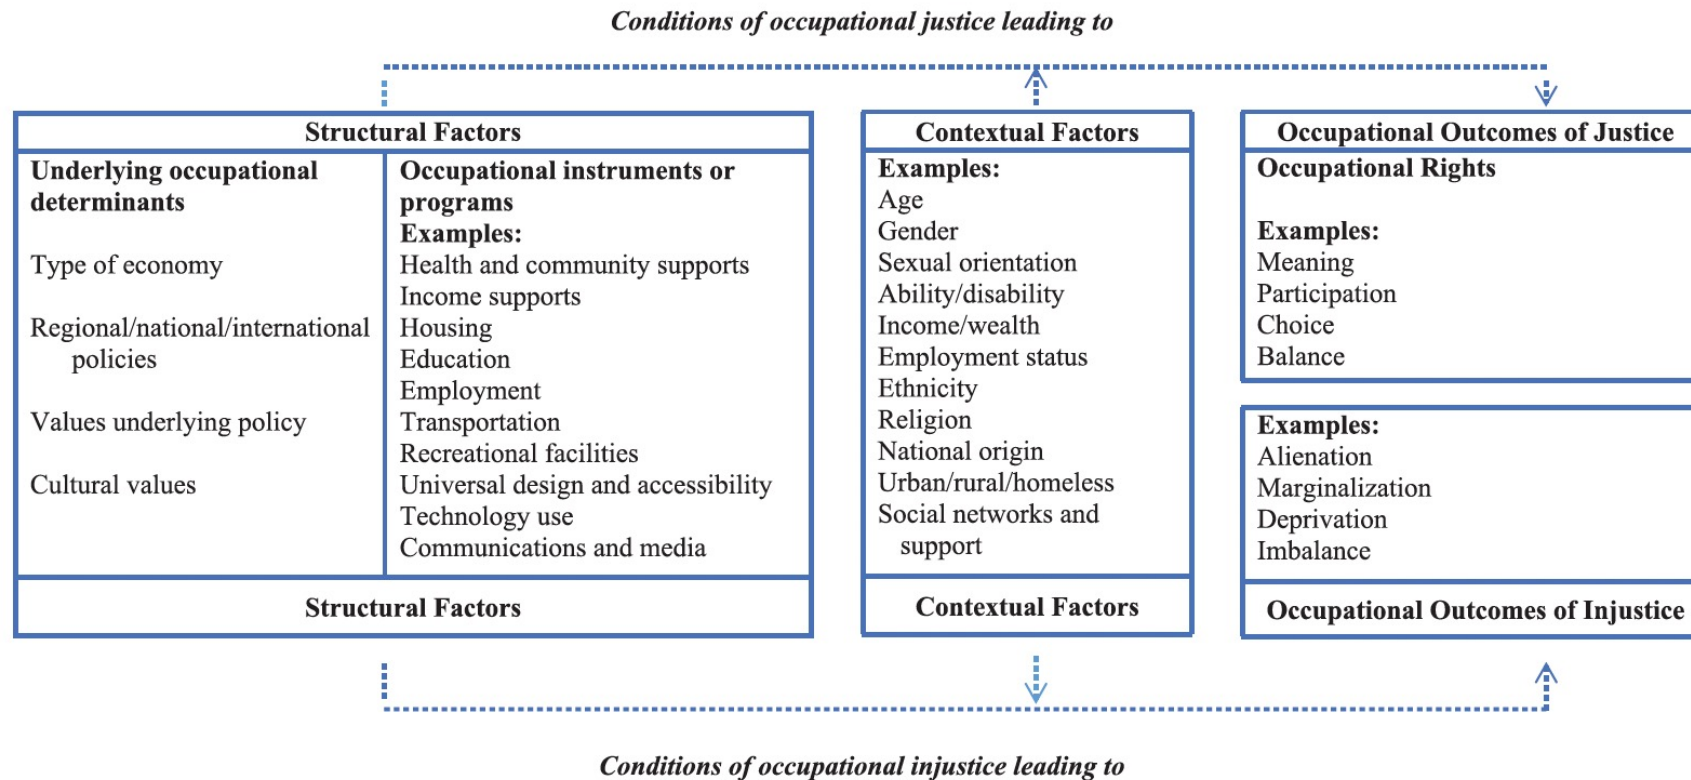 Conditions of occupational justice leading to
Structural Factors
Underlying occupational
determinants
Type of economy
Regional/national/international
policies
Values underlying policy
Cultural values
Occupational instruments or
programs
Examples:
Health and community supports
Income supports
Housing
Education
Employment
Transportation
Recreational facilities
Universal design and accessibility
Technology use
Communications and media
Structural Factors
Contextual Factors
Examples:
Age
Gender
Sexual orientation
Ability/disability
Income/wealth
Employment status
Ethnicity
Religion
National origin
Urban/rural/homeless
Social networks and
support
Contextual Factors
Occupational Outcomes of Justice
Occupational Rights
Examples:
Meaning
Participation
Choice
Balance
Examples:
Alienation
Marginalization
Deprivation
Imbalance
Occupational Outcomes of Injustice
Conditions of occupational injustice leading to